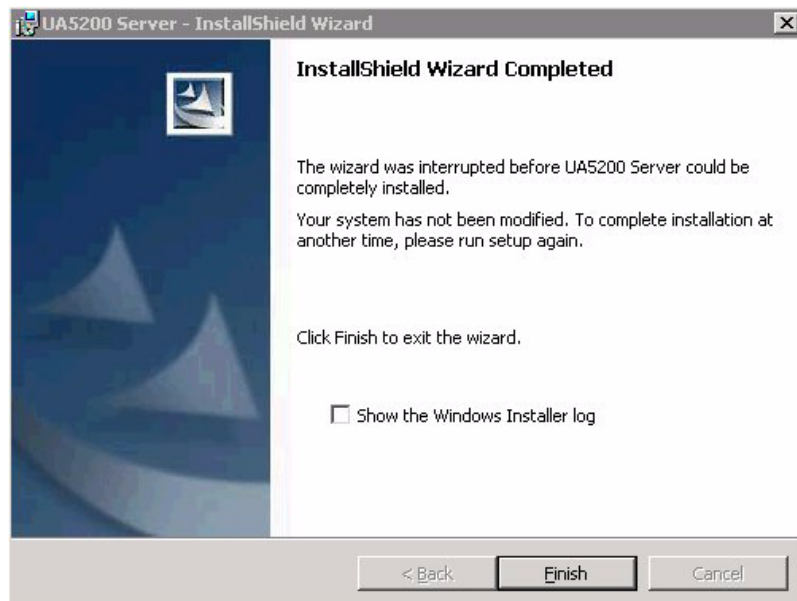 UA5200 Server - InstallShield Wizard
InstallShield Wizard Completed
The wizard was interrupted before UA5200 Server could be
completely installed.
Your system has not been modified. To complete installation at
another time, please run setup again.
Click Finish to exit the wizard.
Show the Windows Installer log
< Back
Finish
Cancel